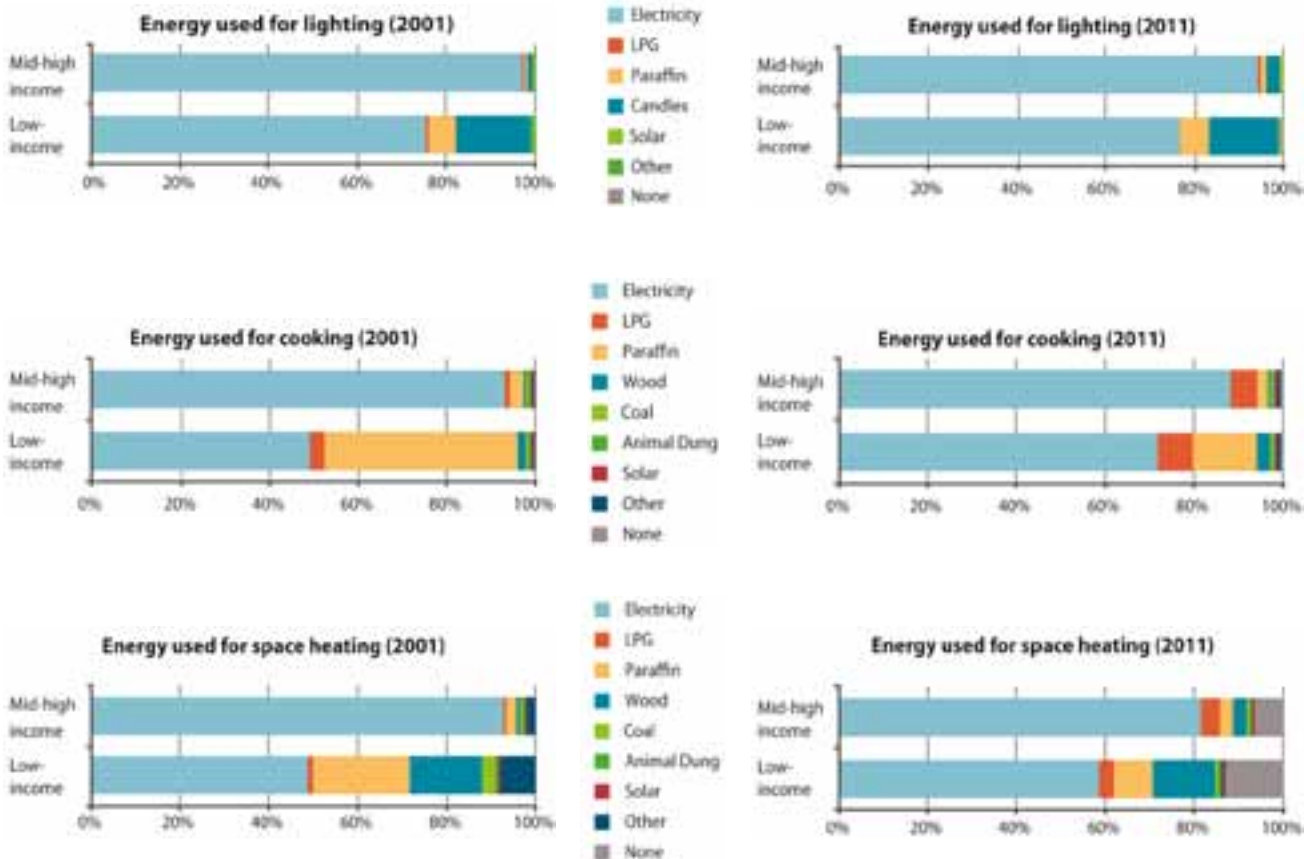 Energy used for lighting (2001)
Mid-high
income
Low-
income
0% 20% 40% 60% 80% 100%
Electricity
LPG
Paraffin
Candles
Solar
Other
None
Energy used for lighting (2011)
Mid-high
income
Low-
income
0% 20% 40% 60% 80% 100%
Energy used for cooking (2001)
Mid-high
income
Low-
income
0% 20% 40% 60% 80% 100%
Electricity
LPG
Paraffin
Wood
Coal
Animal Dung
Solar
Other
None
Energy used for cooking (2011)
Mid-high
income
Low-
income
0% 20% 40% 60% 80% 100%
Energy used for space heating (2001)
Mid-high
income
Low-
income
0% 20% 40% 60% 80% 100%
Electricity
LPG
Paraffin
Wood
Coal
Animal Dung
Solar
Other
None
Energy used for space heating (2011)
Mid-high
income
Low-
income
0% 20% 40% 60% 80% 100%